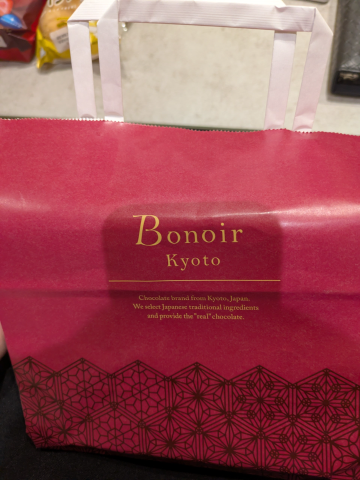 Bonoir
Kyoto
Chocolate brand from Kyoto, Japan.
We select Japanese traditional ingredients
and provide the "real" chocolate.